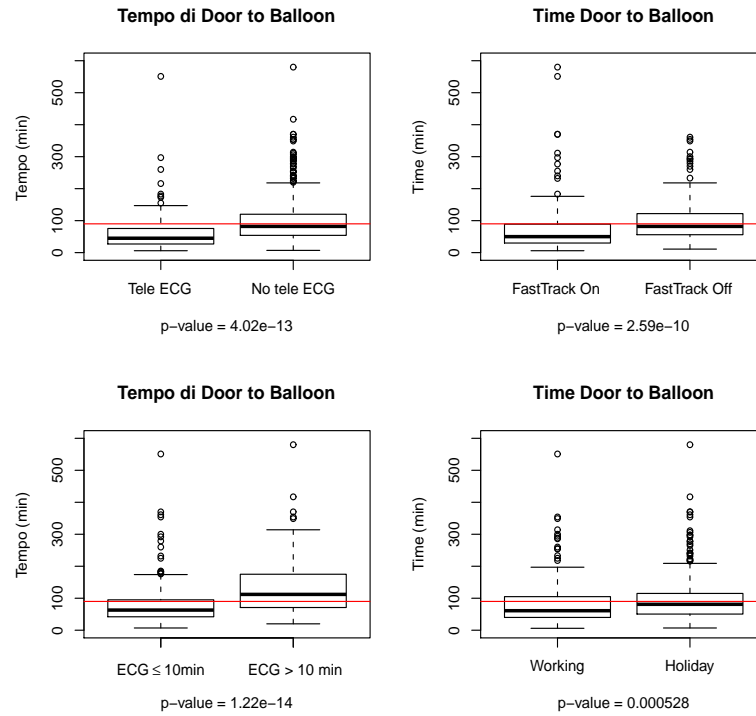 Tempo di Door to Balloon
Tempo (min)
0
100
300
500
Tele ECG
No tele ECG
p−value = 4.02e−13
Time Door to Balloon
Time (min)
0
100
300
500
FastTrack On
FastTrack Off
p−value = 2.59e−10
Tempo di Door to Balloon
Tempo (min)
0
100
300
500
ECG ≤ 10min
ECG > 10 min
p−value = 1.22e−14
Time Door to Balloon
Time (min)
0
100
300
500
Working
Holiday
p−value = 0.000528